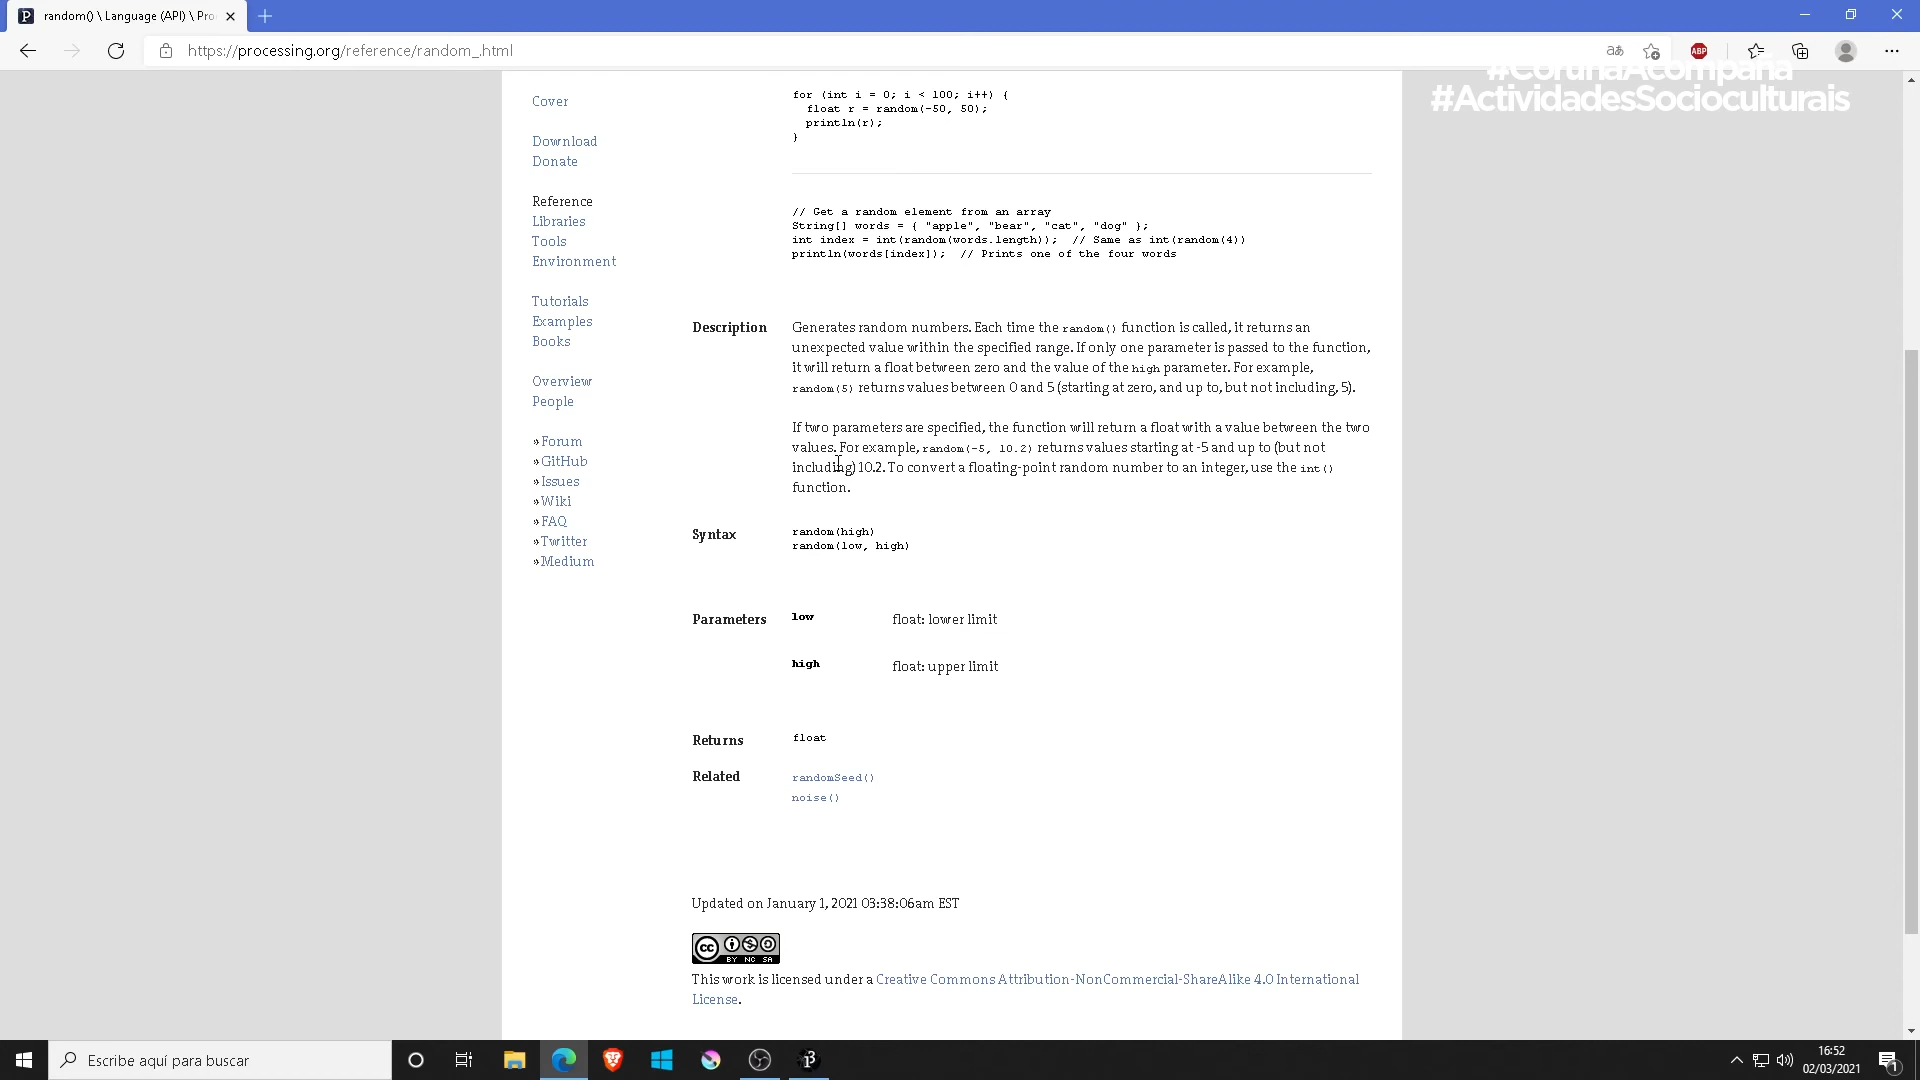 random() \ Language (API) \ Pro
https://processing.org/reference/random_.html
aあ
ABP
#CoruñaAcompaña
#ActividadesSocioculturais
Cover
Download
Donate
Reference
Libraries
Tools
Environment
Tutorials
Examples
Books
Overview
People
» Forum
» GitHub
» Issues
» Wiki
» FAQ
» Twitter
» Medium
for (int i = 0; i < 100; i++) {
float r = random(-50, 50);
println(r);
}
// Get a random element from an array
String[] words = { "apple", "bear", "cat", "dog" };
int index = int(random(words.length));  // Same as int(random(4))
println(words[index]);  // Prints one of the four words
Description
Generates random numbers. Each time the random() function is called, it returns an
unexpected value within the specified range. If only one parameter is passed to the function,
it will return a float between zero and the value of the high parameter. For example,
random(5) returns values between 0 and 5 (starting at zero, and up to, but not including, 5).
If two parameters are specified, the function will return a float with a value between the two
values. For example, random(-5, 10.2) returns values starting at -5 and up to (but not
including) 10.2. To convert a floating-point random number to an integer, use the int()
function.
Syntax
random(high)
random(low, high)
Parameters
low float: lower limit
high float: upper limit
Returns float
Related randomSeed()
noise()
Updated on January 1, 2021 03:38:06am EST
cc BY NC SA
This work is licensed under a Creative Commons Attribution-NonCommercial-ShareAlike 4.0 International
License.
Escribe aquí para buscar
16:52
02/03/2021
1